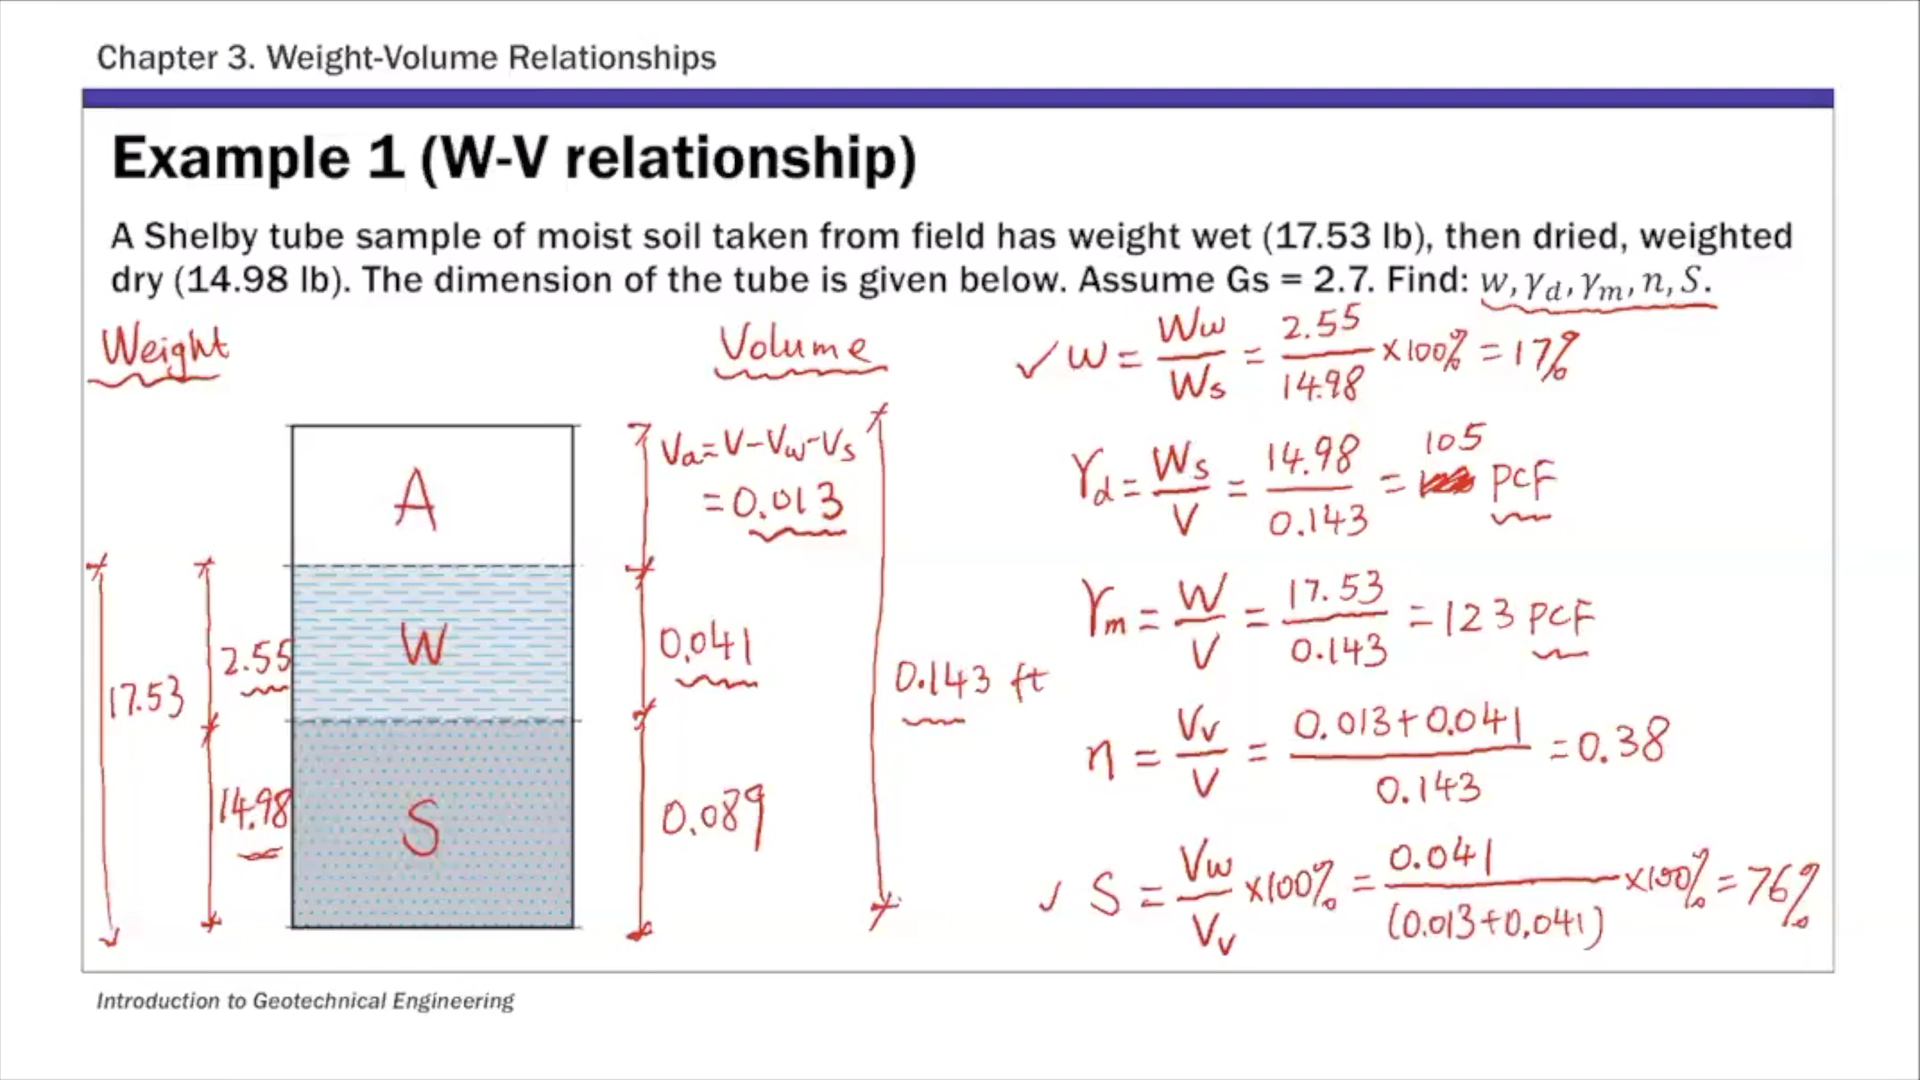 Chapter 3. Weight-Volume Relationships
Example 1 (W-V relationship)
A Shelby tube sample of moist soil taken from field has weight wet (17.53 lb), then dried, weighted
dry (14.98 lb). The dimension of the tube is given below. Assume Gs = 2.7. Find: w, γd, γm, n, S.
Weight
17.53
2.55
14.98
A
W
S
Volume
Va=V-Vw-Vs
=0.013
0.041
0.089
0.143 ft
✓ w = Ww/Ws = 2.55/14.98 ×100% = 17%
γd = Ws/V = 14.98/0.143 = 105 PCF
γm = W/V = 17.53/0.143 = 123 PCF
n = Vv/V = 0.013+0.041/0.143 = 0.38
✓ S = Vw/Vv ×100% = 0.041/(0.013+0.041) ×100% = 76%
Introduction to Geotechnical Engineering